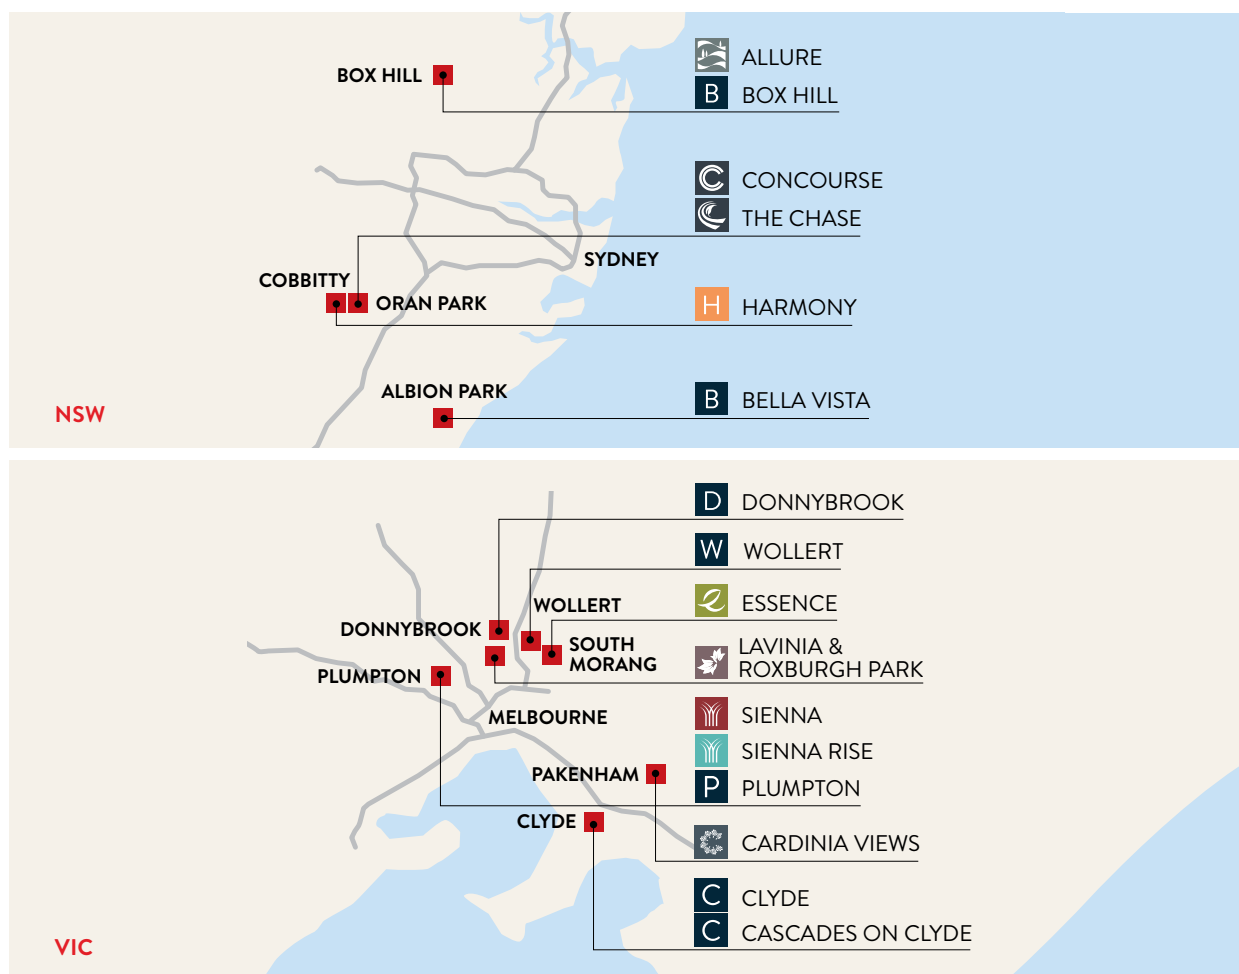 ALLURE
BOX HILL
B BOX HILL
C CONCOURSE
THE CHASE
SYDNEY
COBBITTY
ORAN PARK
H HARMONY
ALBION PARK
B BELLA VISTA
NSW
D DONNYBROOK
W WOLLERT
WOLLERT
ESSENCE
DONNYBROOK
SOUTH
MORANG
LAVINIA &
ROXBURGH PARK
PLUMPTON
MELBOURNE
SIENNA
SIENNA RISE
PAKENHAM
P PLUMPTON
CLYDE
CARDINIA VIEWS
C CLYDE
C CASCADES ON CLYDE
VIC